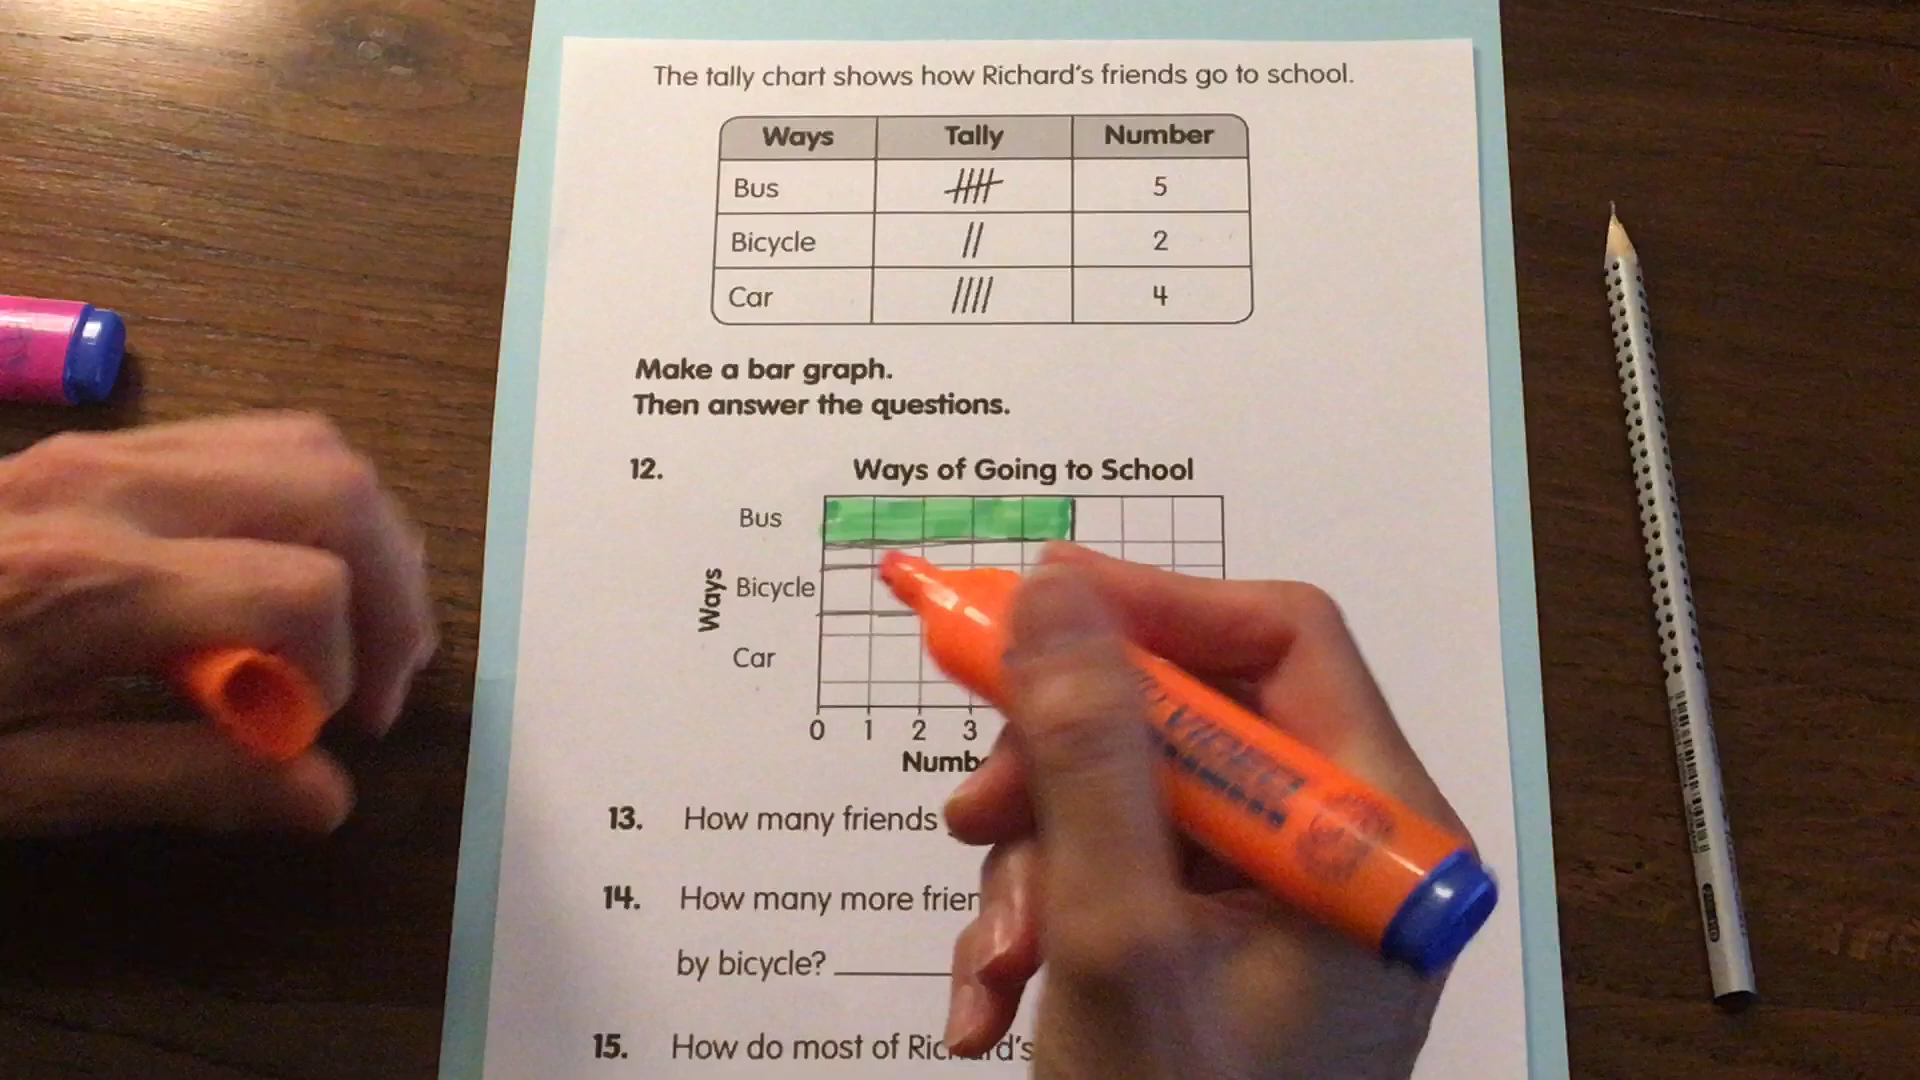 The tally chart shows how Richard's friends go to school.
Ways Tally Number
Bus 5
Bicycle 2
Car 4
Make a bar graph.
Then answer the questions.
12. Ways of Going to School
Bus
Ways
Bicycle
Car
0 1 2 3
13. How many friends
14. How many more
by bicycle?
15. How do most of